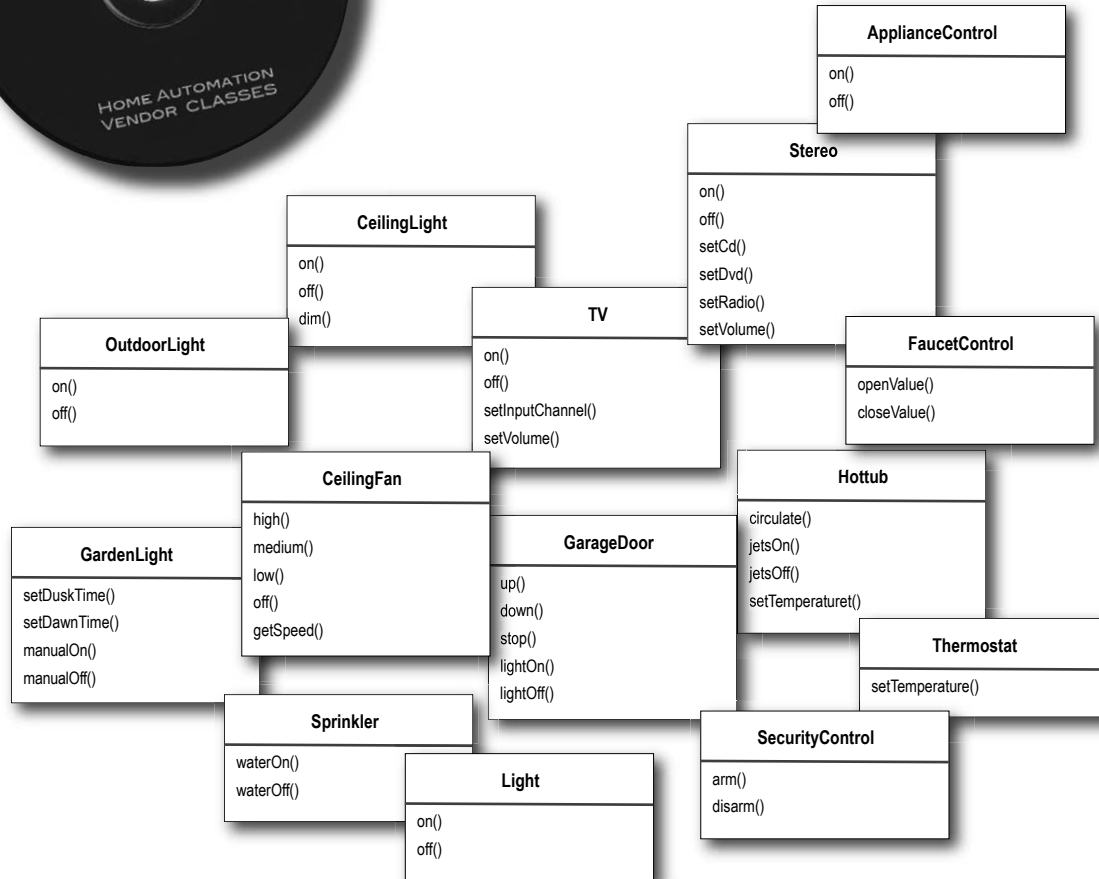 HOME AUTOMATION
VENDOR CLASSES
ApplianceControl
on()
off()
Stereo
on()
off()
setCd()
setDvd()
setRadio()
setVolume()
CeilingLight
on()
off()
dim()
TV
on()
off()
setInputChannel()
setVolume()
OutdoorLight
on()
off()
FaucetControl
openValue()
closeValue()
CeilingFan
high()
medium()
low()
off()
getSpeed()
Hottub
circulate()
jetsOn()
jetsOff()
setTemperaturet()
GardenLight
setDuskTime()
setDawnTime()
manualOn()
manualOff()
GarageDoor
up()
down()
stop()
lightOn()
lightOff()
Thermostat
setTemperature()
Sprinkler
waterOn()
waterOff()
SecurityControl
arm()
disarm()
Light
on()
off()